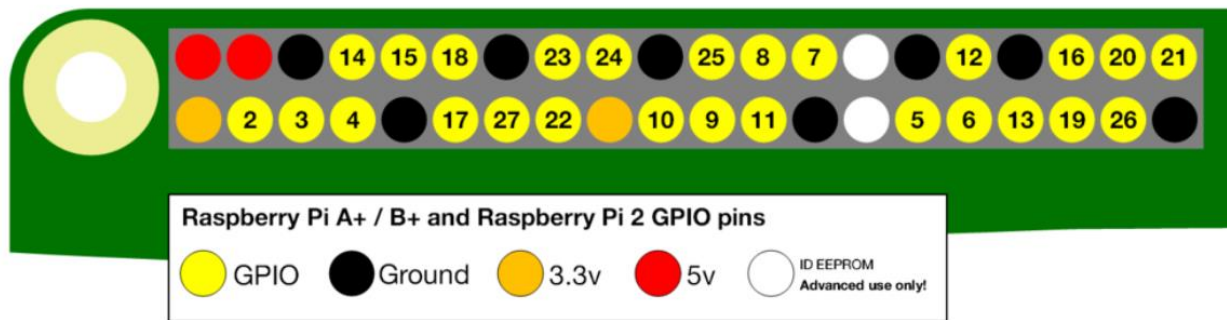 14 15 18 23 24 25 8 7 12 16 20 21
2 3 4 17 27 22 10 9 11 5 6 13 19 26
Raspberry Pi A+ / B+ and Raspberry Pi 2 GPIO pins
GPIO Ground 3.3v 5v ID EEPROM
Advanced use only!